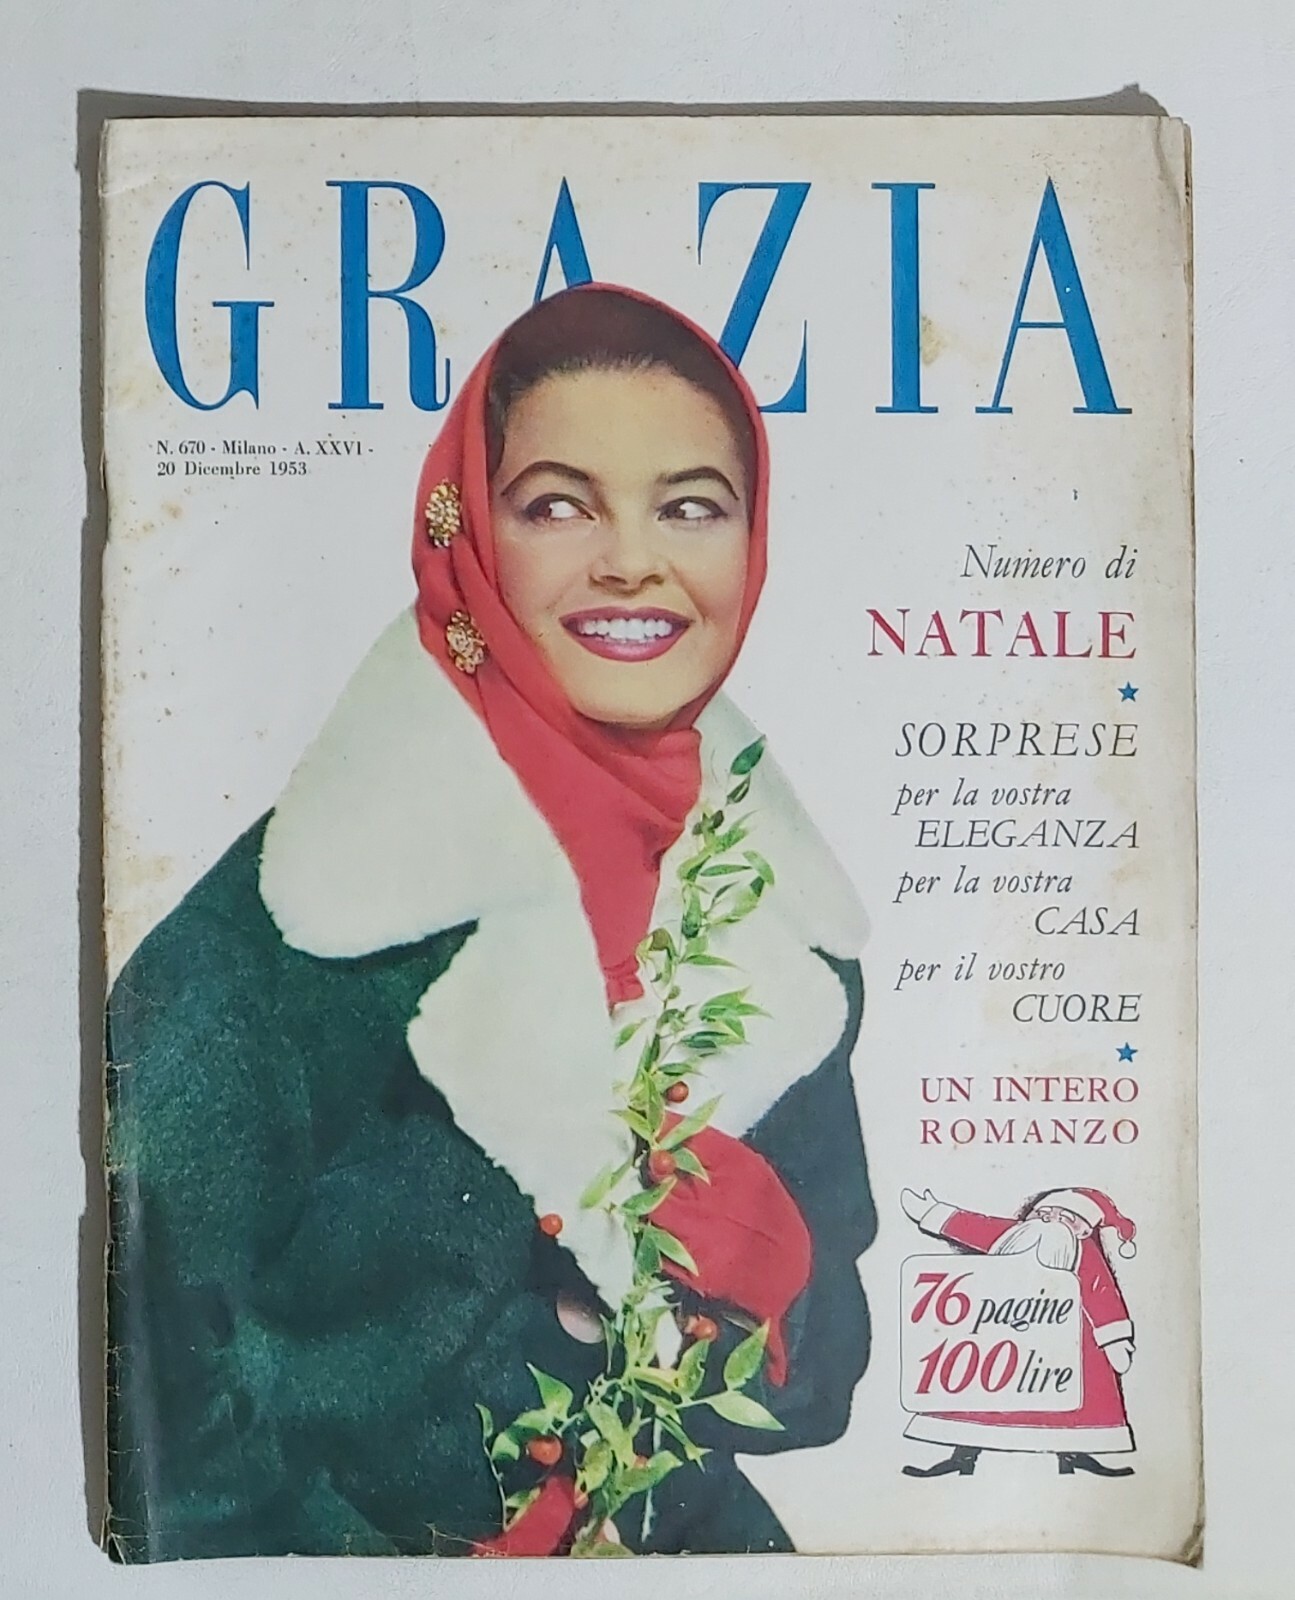 GRAZIA
N. 670 - Milano - A. XXVI -
20 Dicembre 1953
Numero di
NATALE
SORPRESE
per la vostra
ELEGANZA
per la vostra
CASA
per il vostro
CUORE
UN INTERO
ROMANZO
76 pagine
100 lire